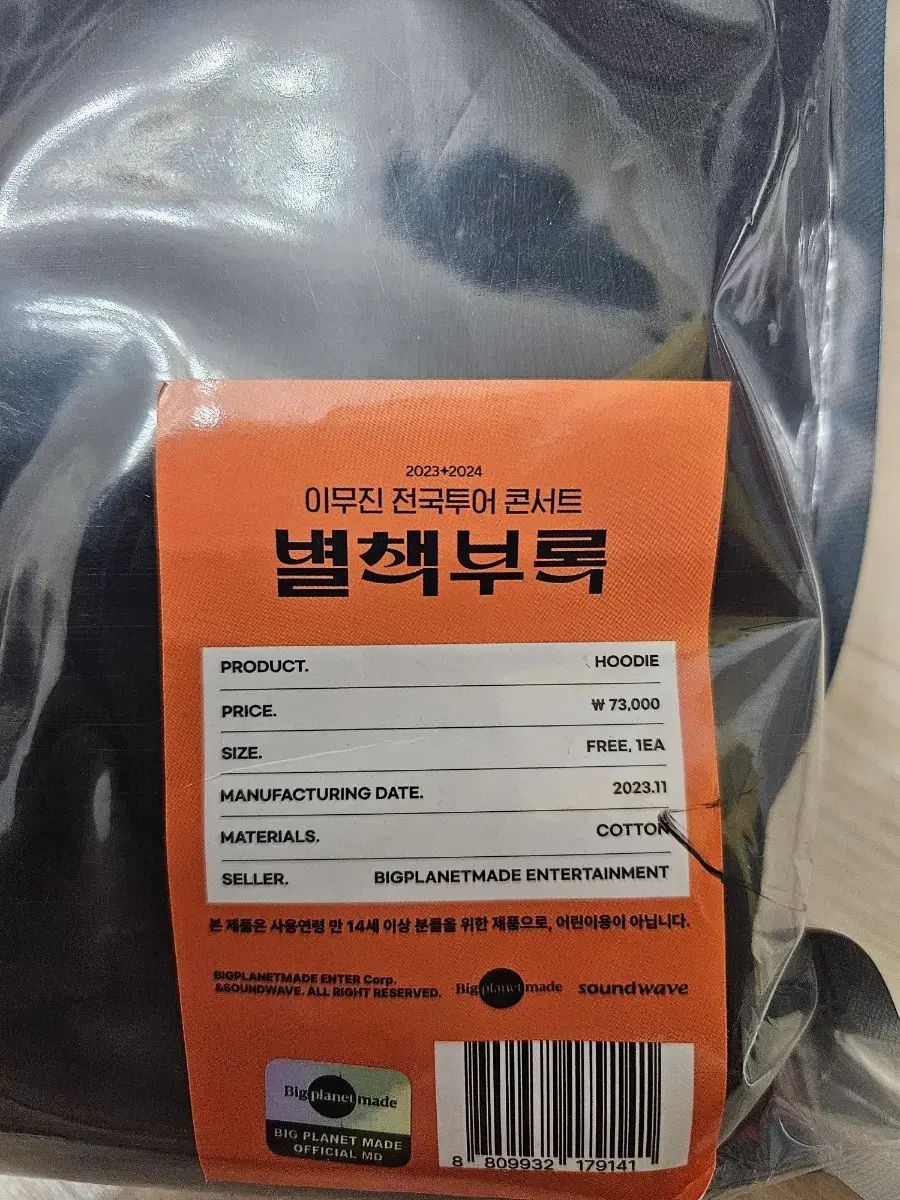 2023✦2024
이무진 전국투어 콘서트
별책부록
PRODUCT. HOODIE
PRICE. ₩ 73,000
SIZE. FREE, 1EA
MANUFACTURING DATE. 2023.11
MATERIALS. COTTON
SELLER. BIGPLANETMADE ENTERTAINMENT
본 제품은 사용연령 만 14세 이상 분들을 위한 제품으로, 어린이용이 아닙니다.
BIGPLANETMADE ENTER Corp.
&SOUNDWAVE. ALL RIGHT RESERVED.
Big planet made
soundwave
Big planet made
BIG PLANET MADE
OFFICIAL MD
8 809932 179141